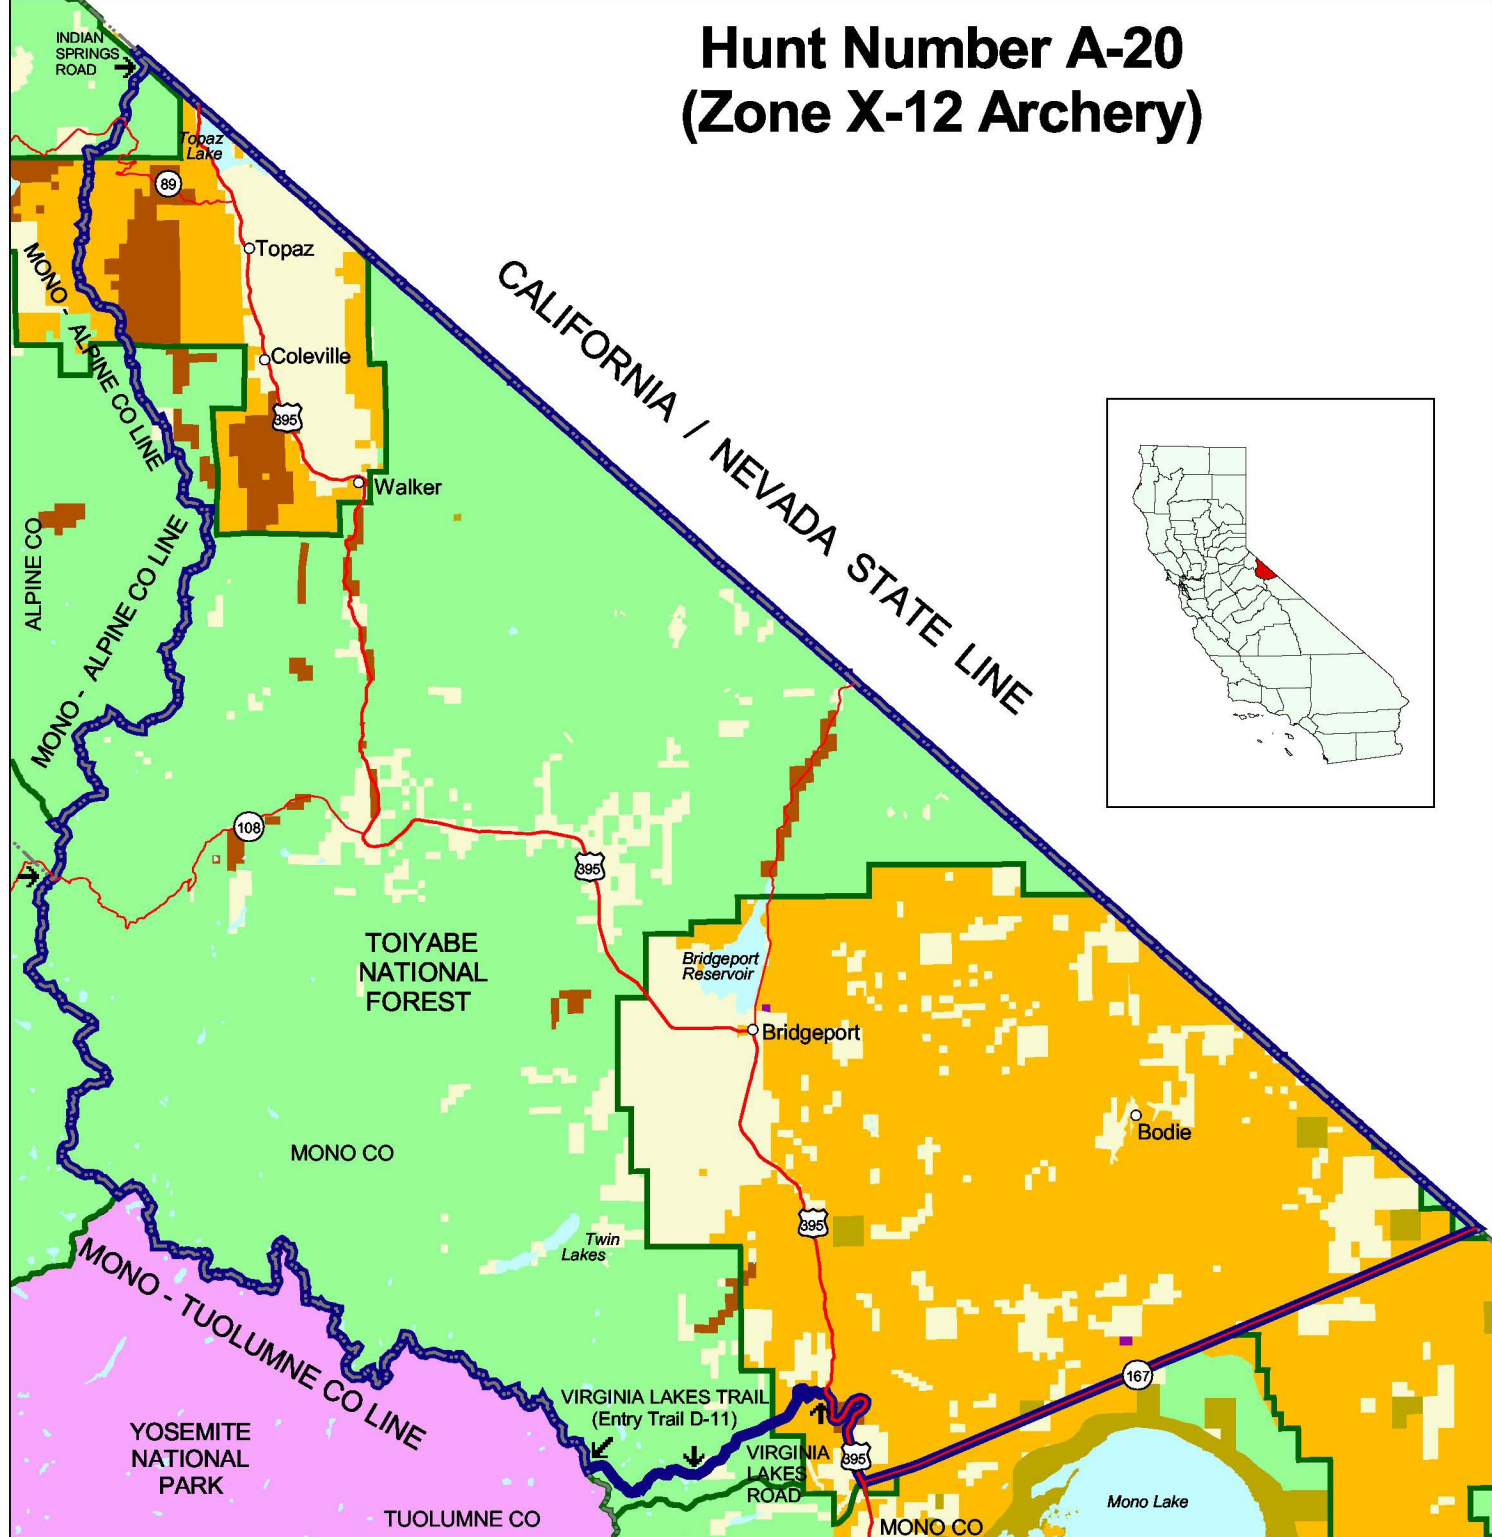 Hunt Number A-20
(Zone X-12 Archery)
INDIAN
SPRINGS
ROAD
Topaz
Lake
89
Topaz
MONO - ALPINE CO LINE
CALIFORNIA / NEVADA STATE LINE
Coleville
395
Walker
ALPINE CO
MONO - ALPINE CO LINE
108
395
TOIYABE
NATIONAL
FOREST
Bridgeport
Reservoir
Bridgeport
Bodie
MONO CO
395
Twin
Lakes
MONO - TUOLUMNE CO LINE
167
VIRGINIA LAKES TRAIL
(Entry Trail D-11)
YOSEMITE
NATIONAL
PARK
VIRGINIA
LAKES
ROAD
395
Mono Lake
TUOLUMNE CO
MONO CO